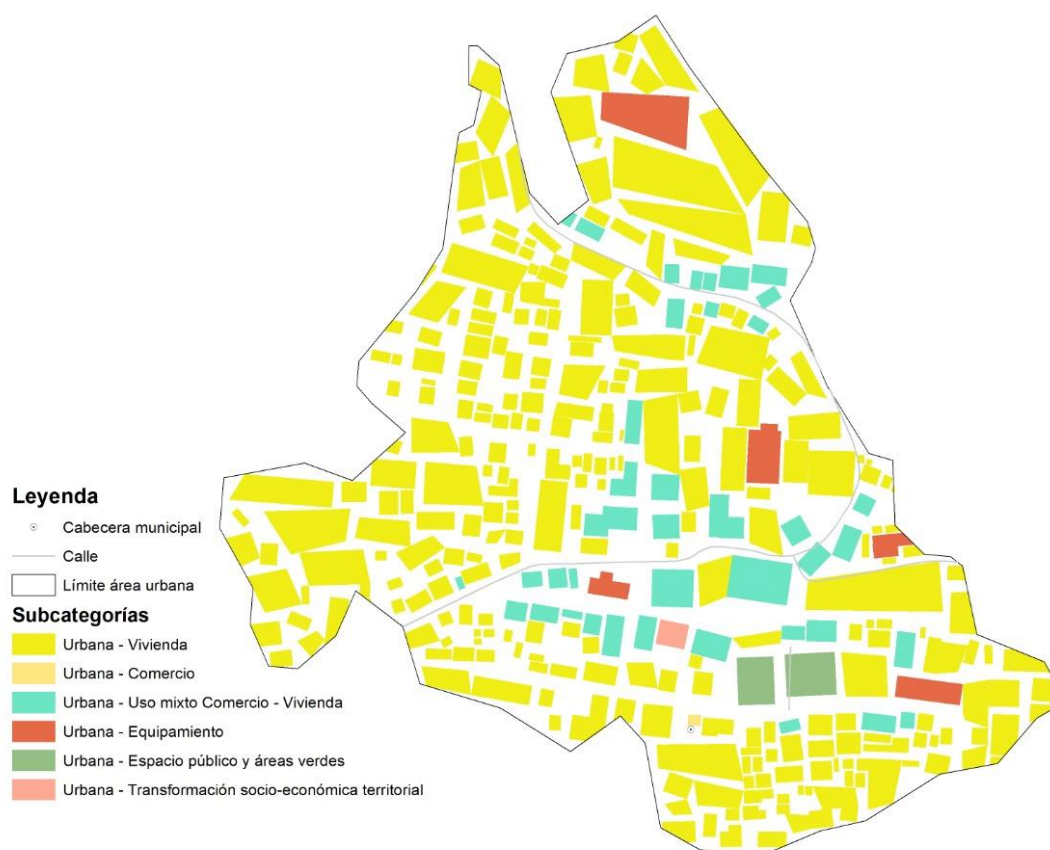 Leyenda
Cabecera municipal
Calle
Límite área urbana
Subcategorías
Urbana - Vivienda
Urbana - Comercio
Urbana - Uso mixto Comercio - Vivienda
Urbana - Equipamiento
Urbana - Espacio público y áreas verdes
Urbana - Transformación socio-económica territorial